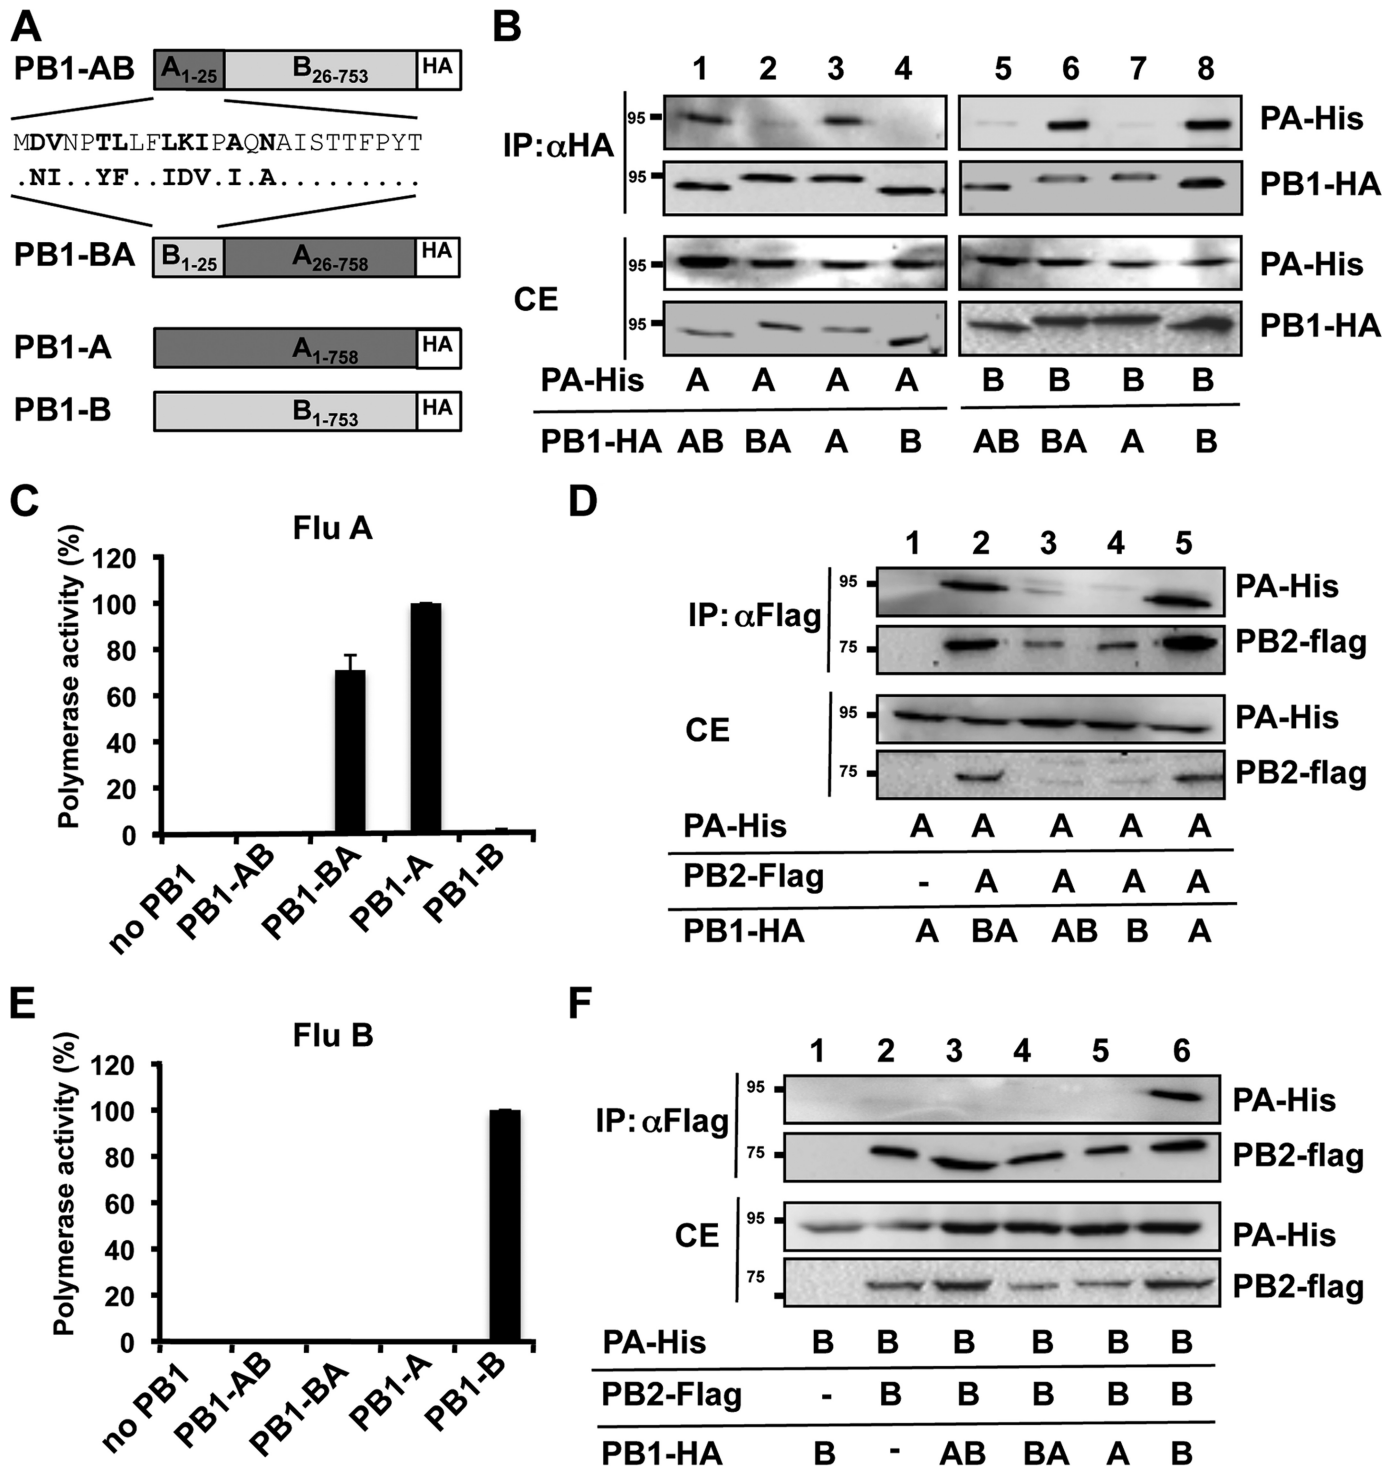 A
PB1-AB A1-25 B26-753 HA
MDVNPTLLFLKIPAQNAISTTFPYT
.NI..YF..IDV.I.A.........
PB1-BA B1-25 A26-758 HA
PB1-A A1-758 HA
PB1-B B1-753 HA
B
1 2 3 4 5 6 7 8
IP:αHA
95 PA-His
95 PB1-HA
CE
95 PA-His
95 PB1-HA
PA-His A A A A B B B B
PB1-HA AB BA A B AB BA A B
C
Flu A
Polymerase activity (%)
120
100
80
60
40
20
0
no PB1 PB1-AB PB1-BA PB1-A PB1-B
D
1 2 3 4 5
IP: αFlag
95 PA-His
75 PB2-flag
CE
95 PA-His
75 PB2-flag
PA-His A A A A A
PB2-Flag - A A A A
PB1-HA A BA AB B A
E
Flu B
Polymerase activity (%)
120
100
80
60
40
20
0
no PB1 PB1-AB PB1-BA PB1-A PB1-B
F
1 2 3 4 5 6
IP: αFlag
95 PA-His
75 PB2-flag
CE
95 PA-His
75 PB2-flag
PA-His B B B B B B
PB2-Flag - B B B B B
PB1-HA B - AB BA A B